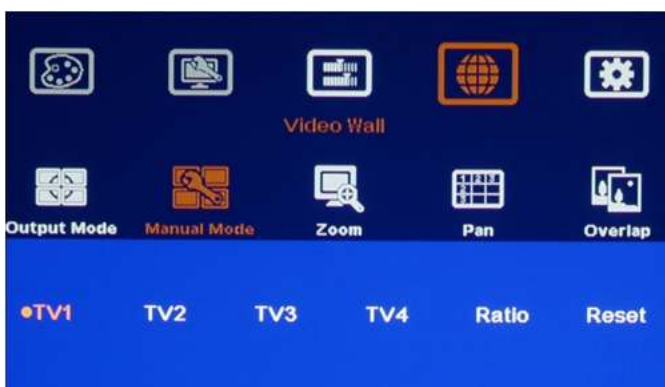 Video Wall
Output Mode Manual Mode Zoom Pan Overlap
TV1 TV2 TV3 TV4 Ratio Reset